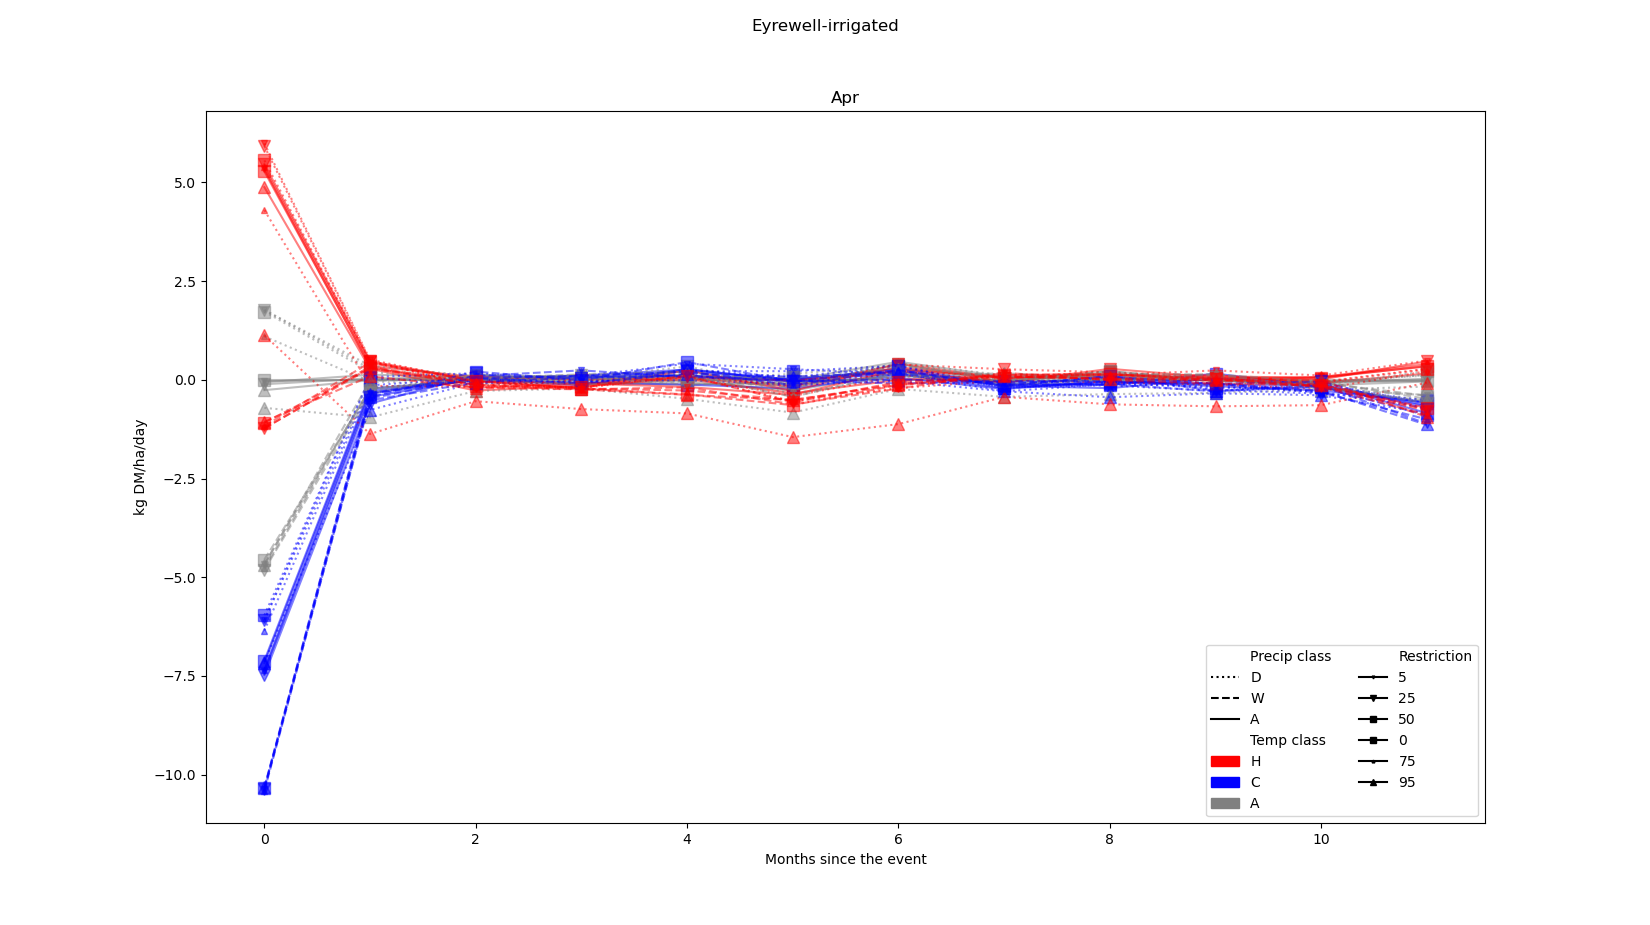 Eyrewell-irrigated
Apr
5.0
2.5
0.0
−2.5
−5.0
−7.5
−10.0
kg DM/ha/day
0 2 4 6 8 10
Months since the event
Precip class
D
W
A
Temp class
H
C
A
Restriction
5
25
50
0
75
95